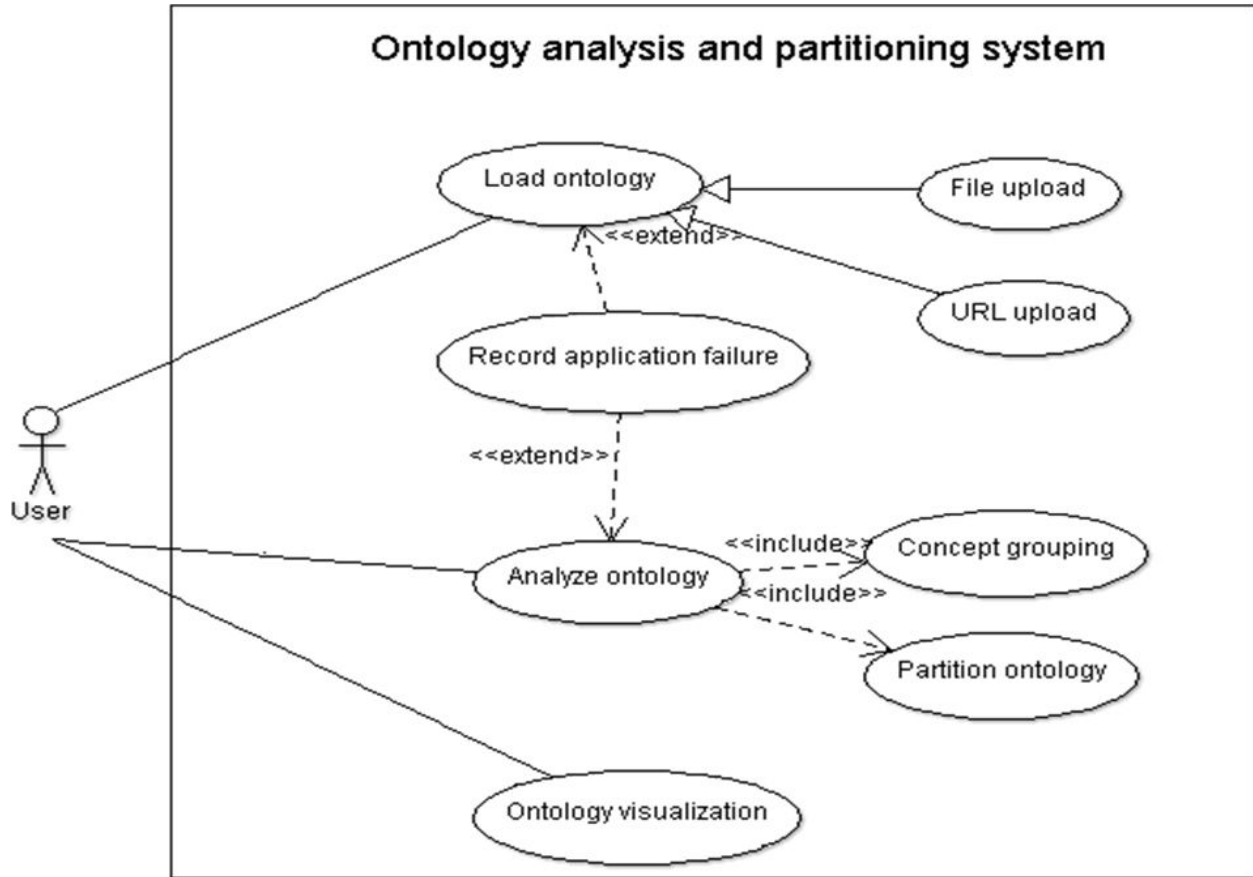 Ontology analysis and partitioning system
Load ontology
File upload
<<extend>>
URL upload
Record application failure
<<extend>>
User
<<include>>
Concept grouping
Analyze ontology
<<include>>
Partition ontology
Ontology visualization